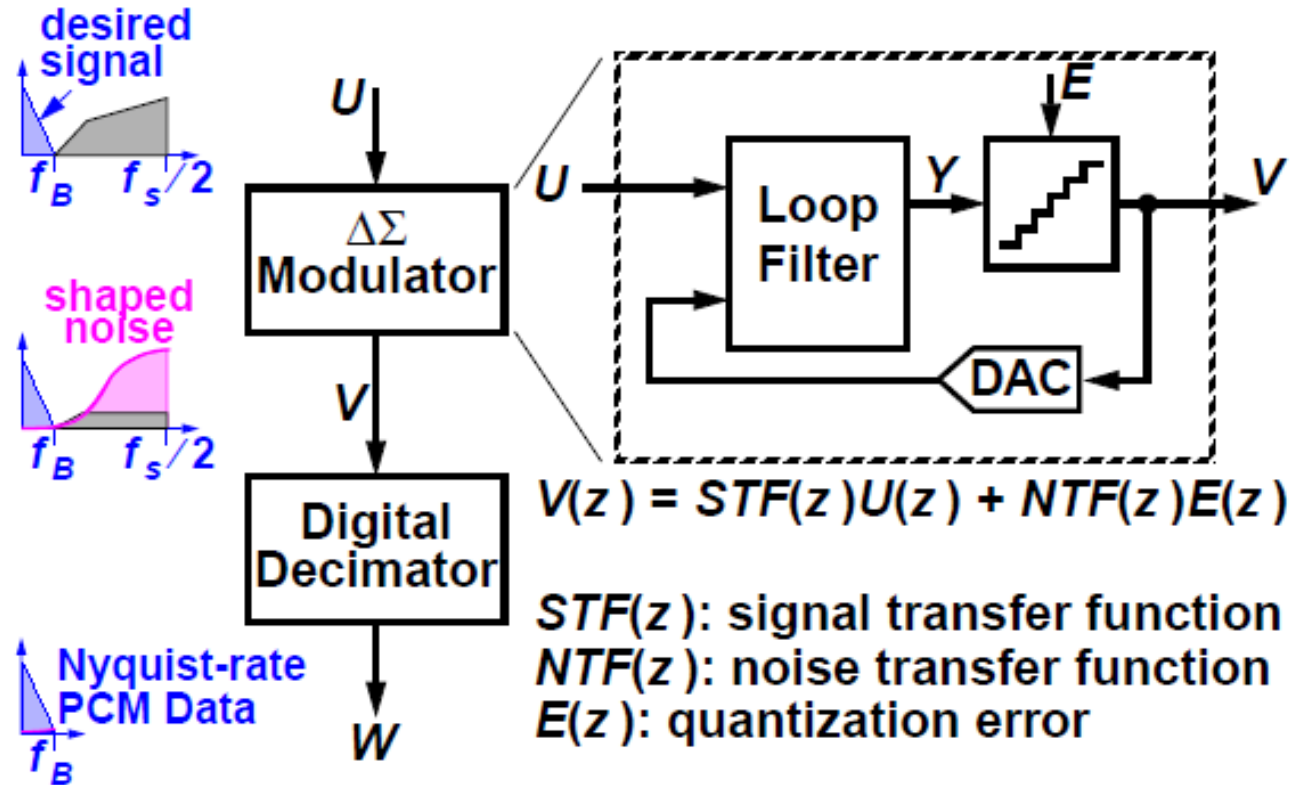 desired
signal
f_B
f_s/2
U
ΔΣ
Modulator
U
Loop
Filter
Y
E
V
DAC
shaped
noise
f_B
f_s/2
V
V(z) = STF(z)U(z) + NTF(z)E(z)
Digital
Decimator
STF(z): signal transfer function
NTF(z): noise transfer function
E(z): quantization error
Nyquist-rate
PCM Data
f_B
W